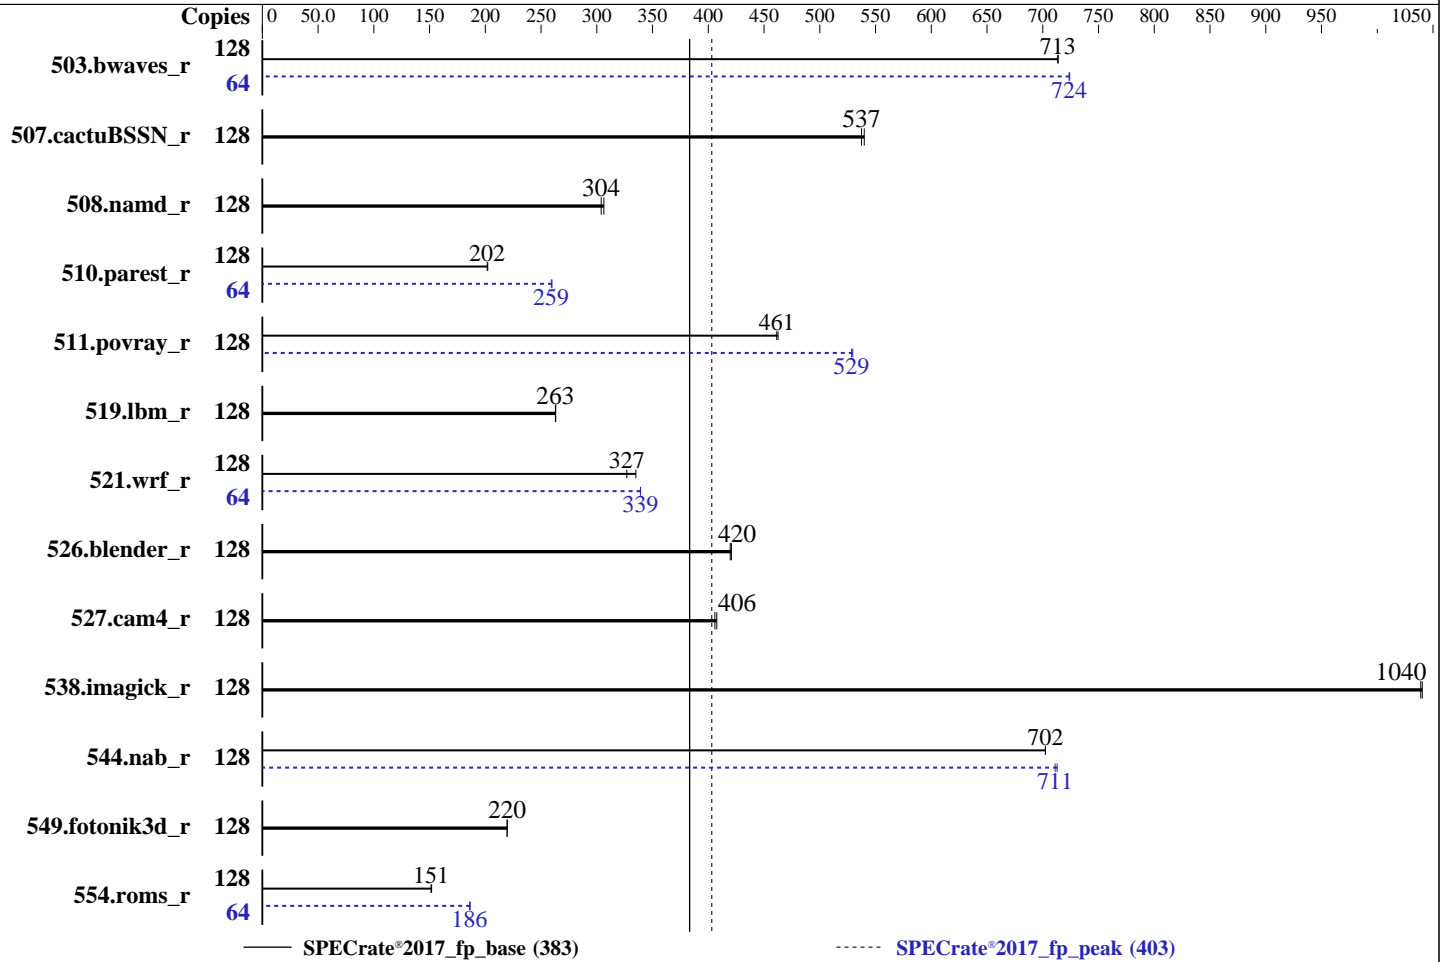 Copies 0 50.0 100 150 200 250 300 350 400 450 500 550 600 650 700 750 800 850 900 950 1050
503.bwaves_r 128 713
64 724
507.cactuBSSN_r 128 537
508.namd_r 128 304
510.parest_r 128 202
64 259
511.povray_r 128 461
529
519.lbm_r 128 263
521.wrf_r 128 327
64 339
526.blender_r 128 420
527.cam4_r 128 406
538.imagick_r 128 1040
544.nab_r 128 702
711
549.fotonik3d_r 128 220
554.roms_r 128 151
64 186
SPECrate®2017_fp_base (383) SPECrate®2017_fp_peak (403)